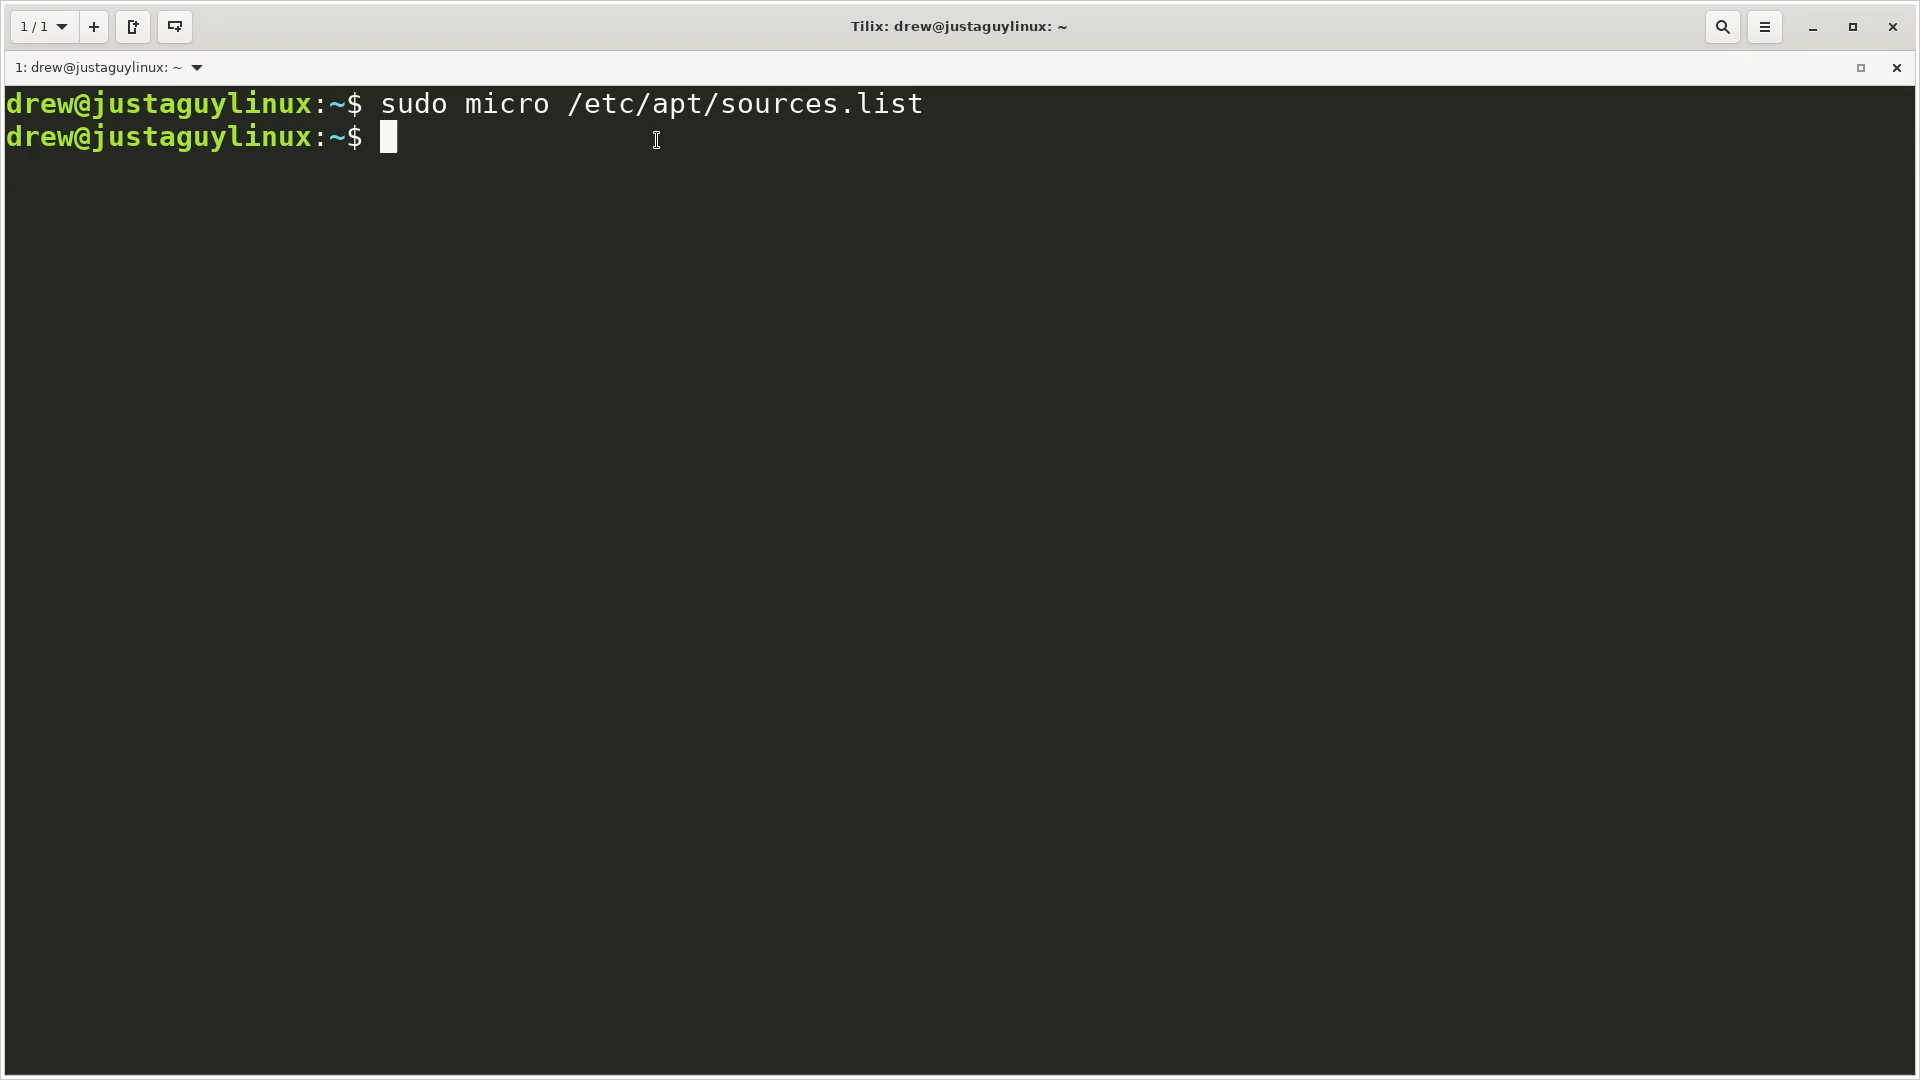 1 / 1
Tilix: drew@justaguylinux: ~
1: drew@justaguylinux: ~
drew@justaguylinux:~$ sudo micro /etc/apt/sources.list
drew@justaguylinux:~$